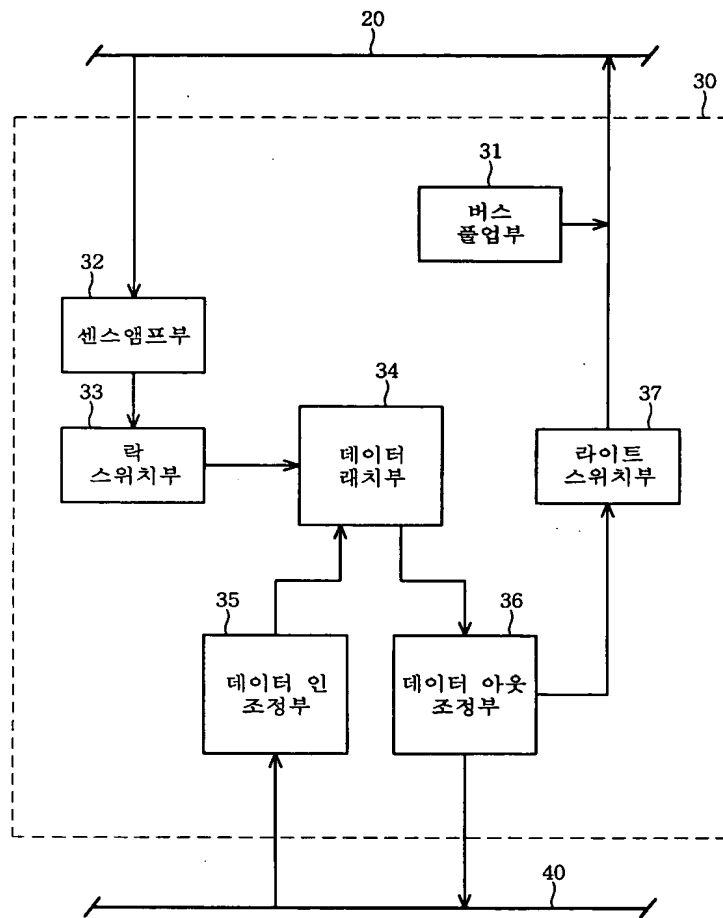 20
30
31
버스
풀업부
32
센스앰프부
33
락
스위치부
34
데이터
래치부
37
라이트
스위치부
35
데이터 인
조정부
36
데이터 아웃
조정부
40